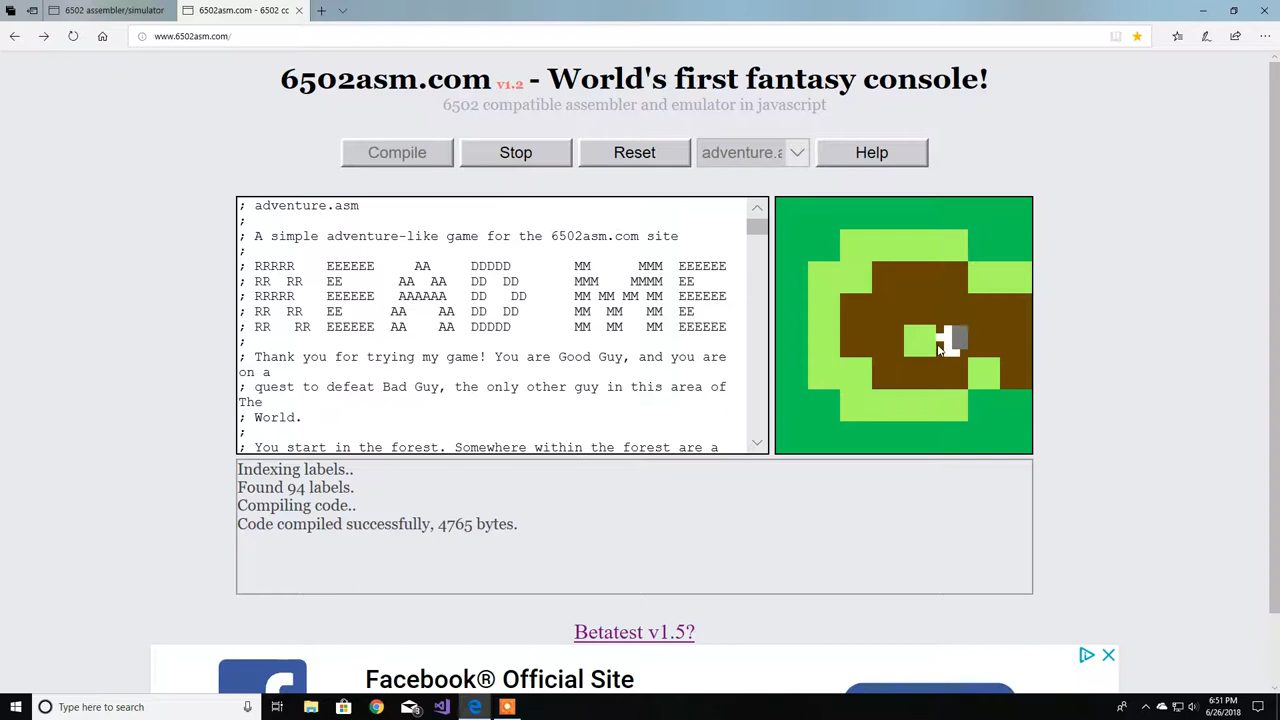 6502 assembler/simulator
6502asm.com - 6502 co
www.6502asm.com/
6502asm.com v1.2 - World's first fantasy console!
6502 compatible assembler and emulator in javascript
Compile Stop Reset adventure.a Help
; adventure.asm
;
; A simple adventure-like game for the 6502asm.com site
;
; RRRRR    EEEEEE     AA     DDDDD       MM      MMM  EEEEEE
; RR  RR   EE        AA AA   DD  DD      MMM    MMMM  EE
; RRRRR    EEEEEE    AAAAAA  DD   DD     MM MM MM MM  EEEEEE
; RR  RR   EE       AA    AA  DD  DD     MM  MM   MM  EE
; RR   RR  EEEEEE  AA    AA  DDDDD       MM       MM  EEEEEE
;
; Thank you for trying my game! You are Good Guy, and you are
on a
; quest to defeat Bad Guy, the only other guy in this area of
The
; World.
;
; You start in the forest. Somewhere within the forest are a
Indexing labels..
Found 94 labels.
Compiling code..
Code compiled successfully, 4765 bytes.
Betatest v1.5?
Facebook® Official Site
Type here to search
3
6:51 PM
6/26/2018